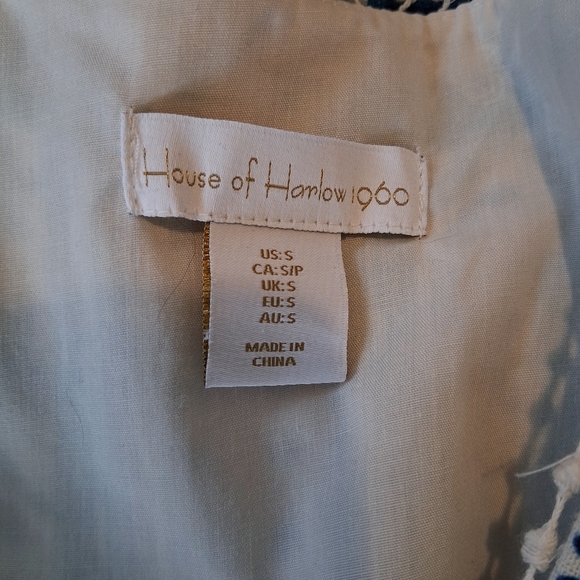 House of Harlow 1960
US: S
CA: S/P
UK: S
EU: S
AU: S
MADE IN
CHINA